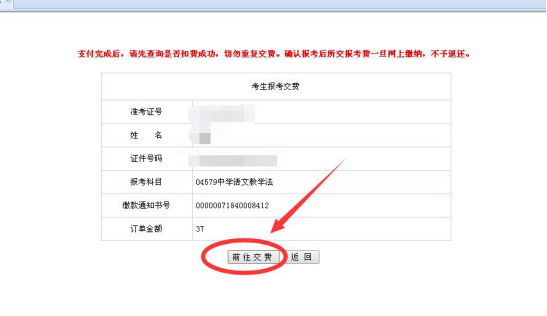 支付完成后，请先查询是否扣费成功，切勿重复交费。确认报考后所交报考费一旦网上缴纳，不予退还。
考生报考交费
准考证号
姓 名
证件号码
报考科目 04579中学语文教学法
缴款通知书号 00000071840008412
订单金额 37
前往交费 返 回